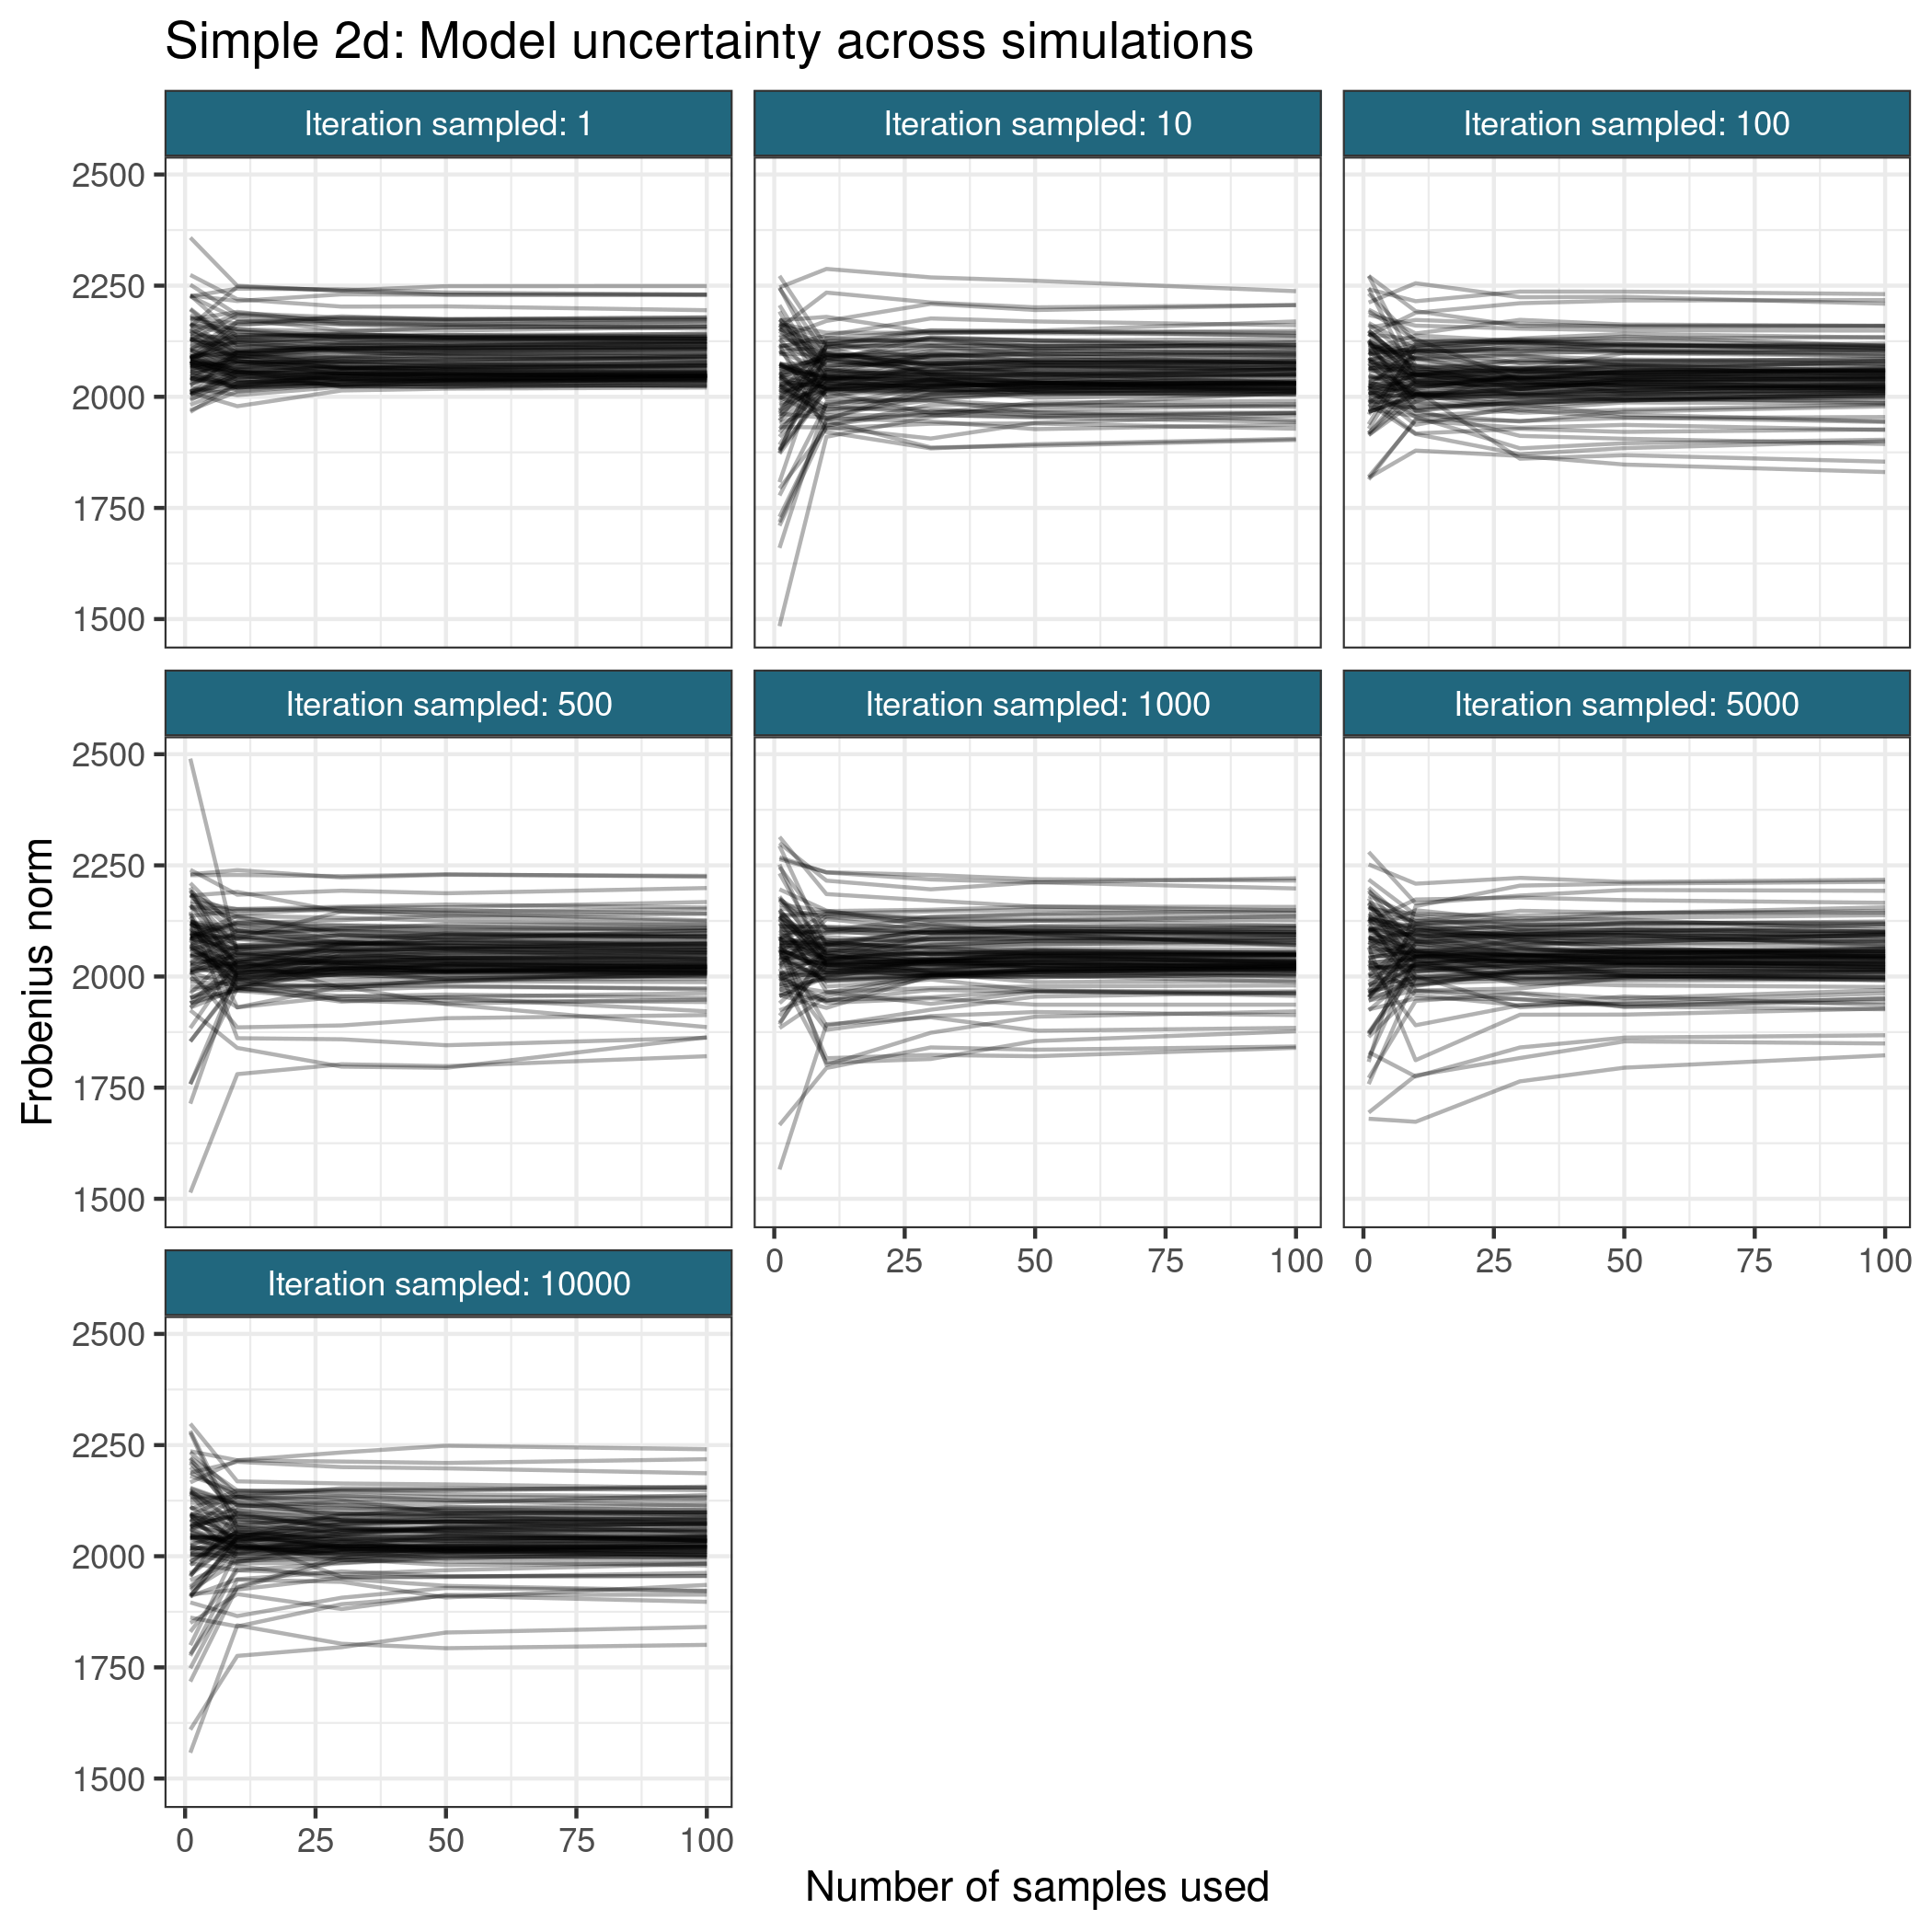 Simple 2d: Model uncertainty across simulations
Iteration sampled: 1
Iteration sampled: 10
Iteration sampled: 100
2500
2250
2000
1750
1500
Iteration sampled: 500
Iteration sampled: 1000
Iteration sampled: 5000
2500
2250
2000
1750
1500
0 25 50 75 100
0 25 50 75 100
Iteration sampled: 10000
2500
2250
2000
1750
1500
0 25 50 75 100
Frobenius norm
Number of samples used